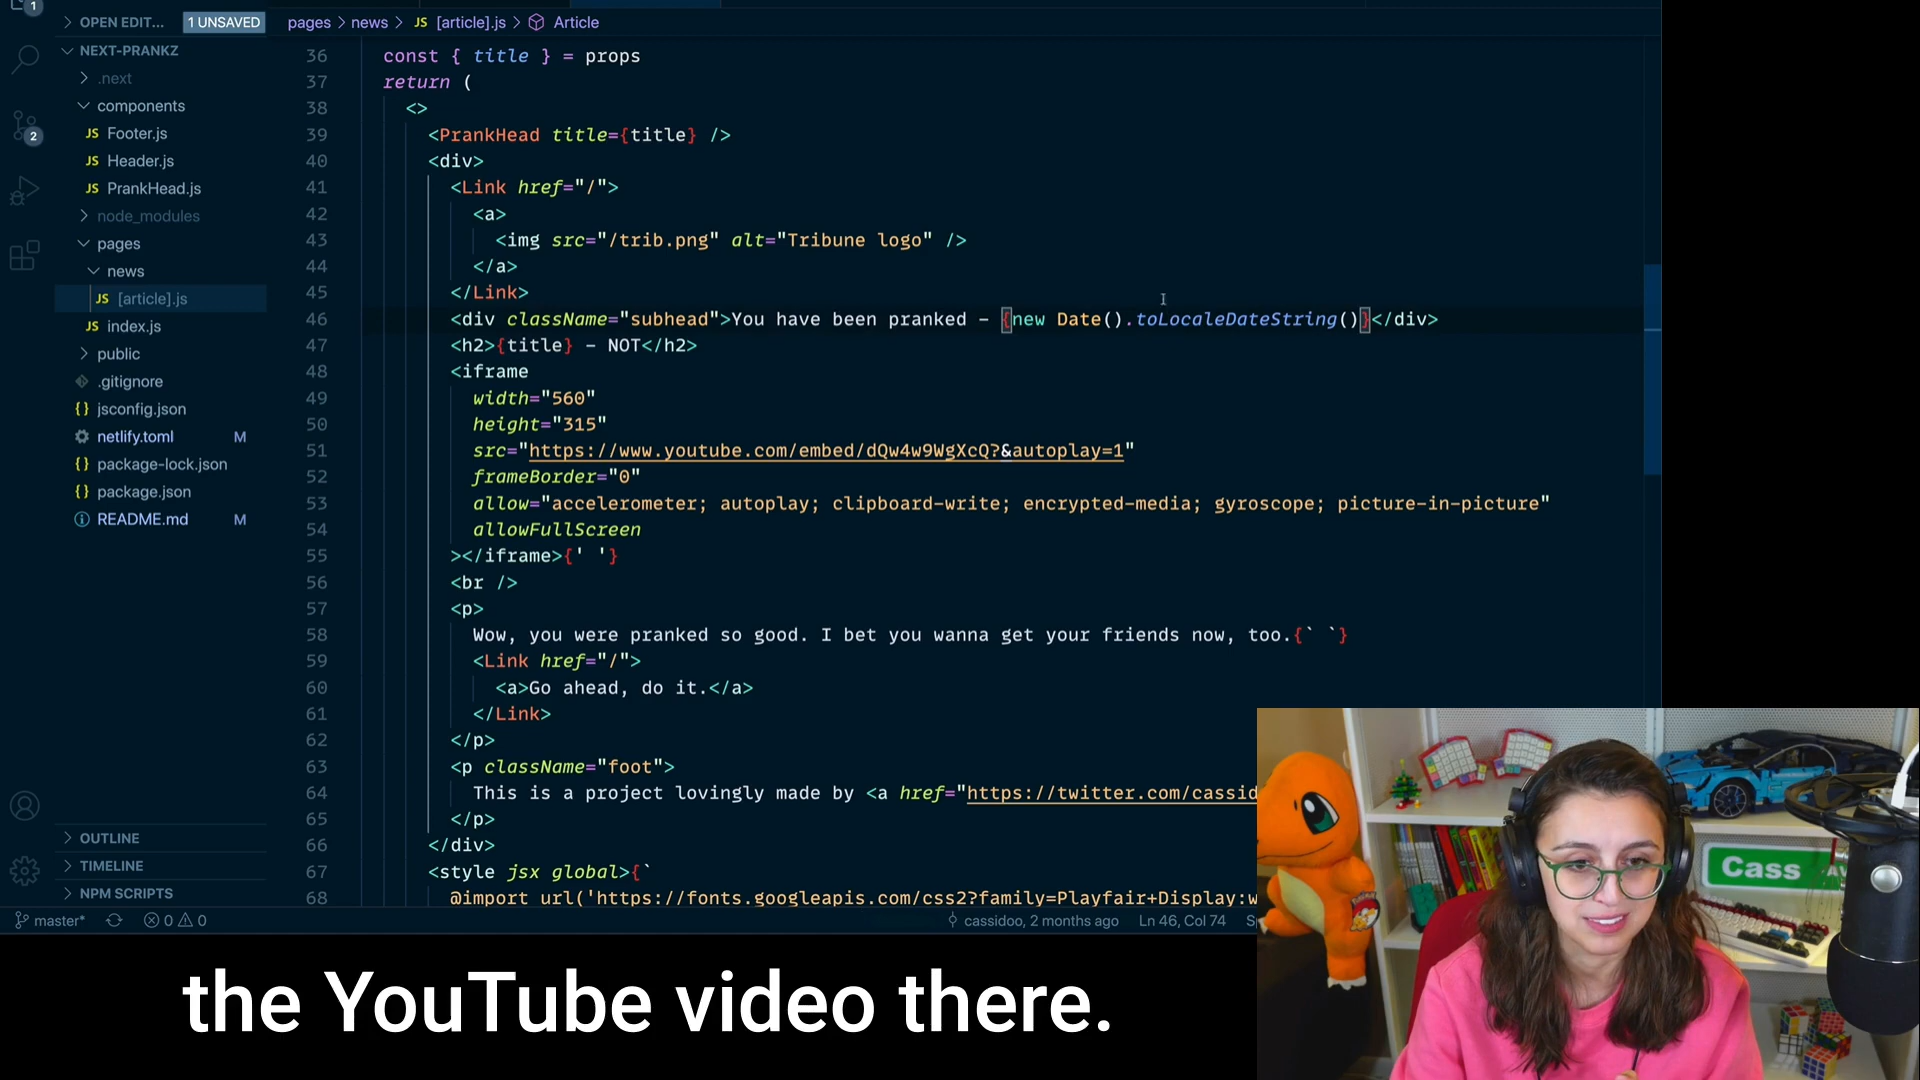 1
OPEN EDIT...
1 UNSAVED
pages > news > JS [article].js > Article
NEXT-PRANKZ
.next
components
JS Footer.js
JS Header.js
JS PrankHead.js
node_modules
pages
news
JS [article].js
JS index.js
public
.gitignore
{} jsconfig.json
netlify.toml M
{} package-lock.json
{} package.json
README.md M
2
OUTLINE
TIMELINE
NPM SCRIPTS
36 const { title } = props
37 return (
38 <>
39 <PrankHead title={title} />
40 <div>
41 <Link href="/">
42 <a>
43 <img src="/trib.png" alt="Tribune logo" />
44 </a>
45 </Link>
46 <div className="subhead">You have been pranked - {new Date().toLocaleDateString()}</div>
47 <h2>{title} - NOT</h2>
48 <iframe
49 width="560"
50 height="315"
51 src="https://www.youtube.com/embed/dQw4w9WgXcQ?&autoplay=1"
52 frameBorder="0"
53 allow="accelerometer; autoplay; clipboard-write; encrypted-media; gyroscope; picture-in-picture"
54 allowFullScreen
55 ></iframe>{' '}
56 <br />
57 <p>
58 Wow, you were pranked so good. I bet you wanna get your friends now, too.{` `}
59 <Link href="/">
60 <a>Go ahead, do it.</a>
61 </Link>
62 </p>
63 <p className="foot">
64 This is a project lovingly made by <a href="https://twitter.com/cassid
65 </p>
66 </div>
67 <style jsx global>{`
68 @import url('https://fonts.googleapis.com/css2?family=Playfair+Display:w
master* 0 0 cassidoo, 2 months ago Ln 46, Col 74
Cass
the YouTube video there.